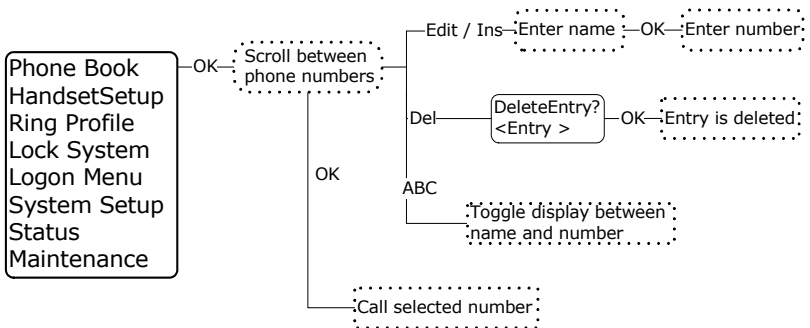 Phone Book
HandsetSetup
Ring Profile
Lock System
Logon Menu
System Setup
Status
Maintenance
OK
Scroll between
phone numbers
Edit / Ins
Enter name
OK
Enter number
Del
DeleteEntry?
<Entry >
OK
Entry is deleted
ABC
Toggle display between
name and number
OK
Call selected number